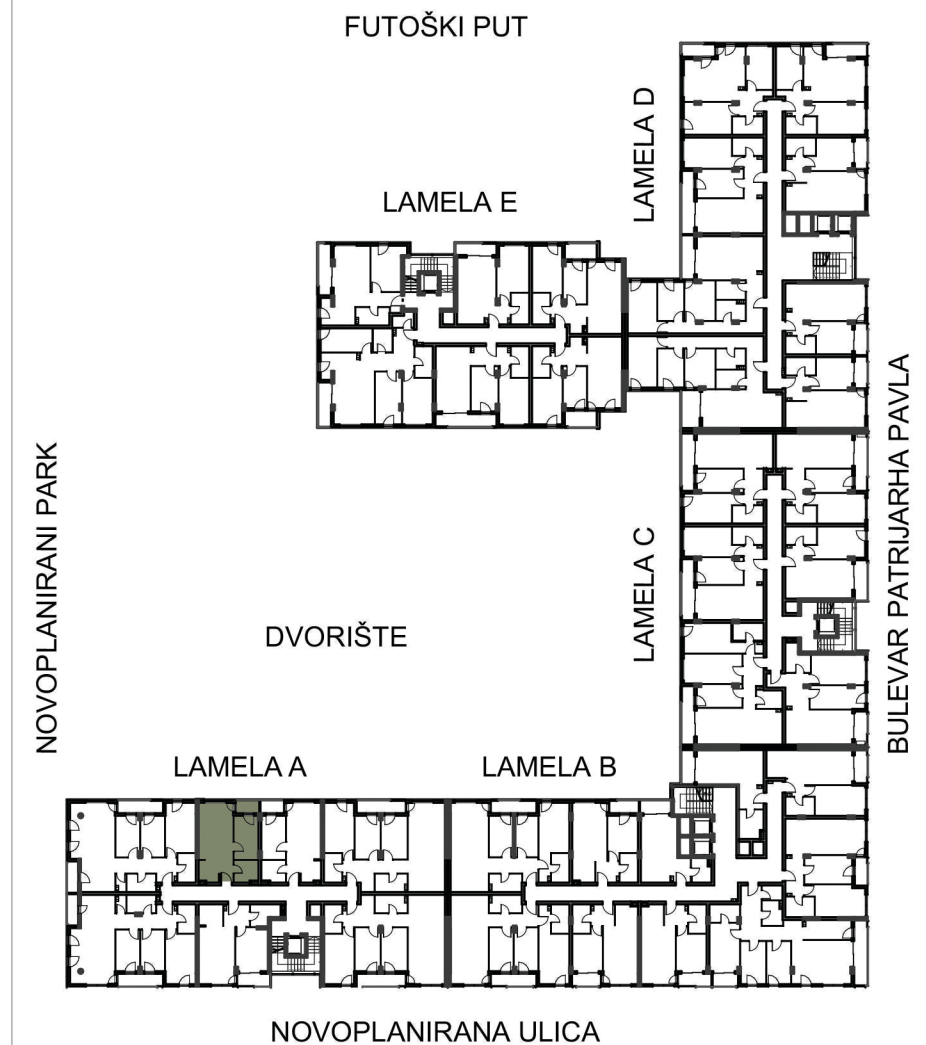 FUTOŠKI PUT
LAMELA D
LAMELA E
BULEVAR PATRIJARHA PAVLA
NOVOPLANIRANI PARK
LAMELA C
DVORIŠTE
LAMELA A
LAMELA B
NOVOPLANIRANA ULICA